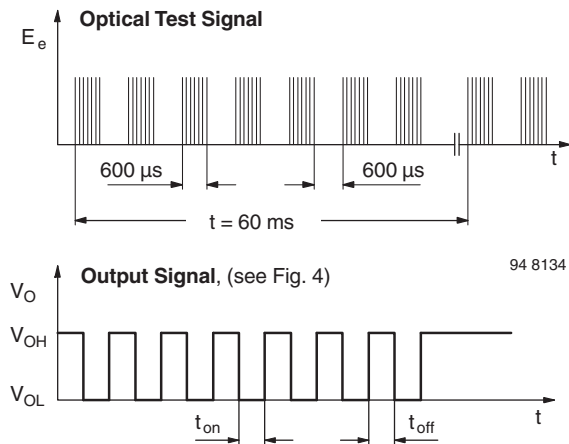 Optical Test Signal
E e
t
600 µs
600 µs
t = 60 ms
94 8134
Output Signal, (see Fig. 4)
V O
V OH
V OL
t
t on
t off